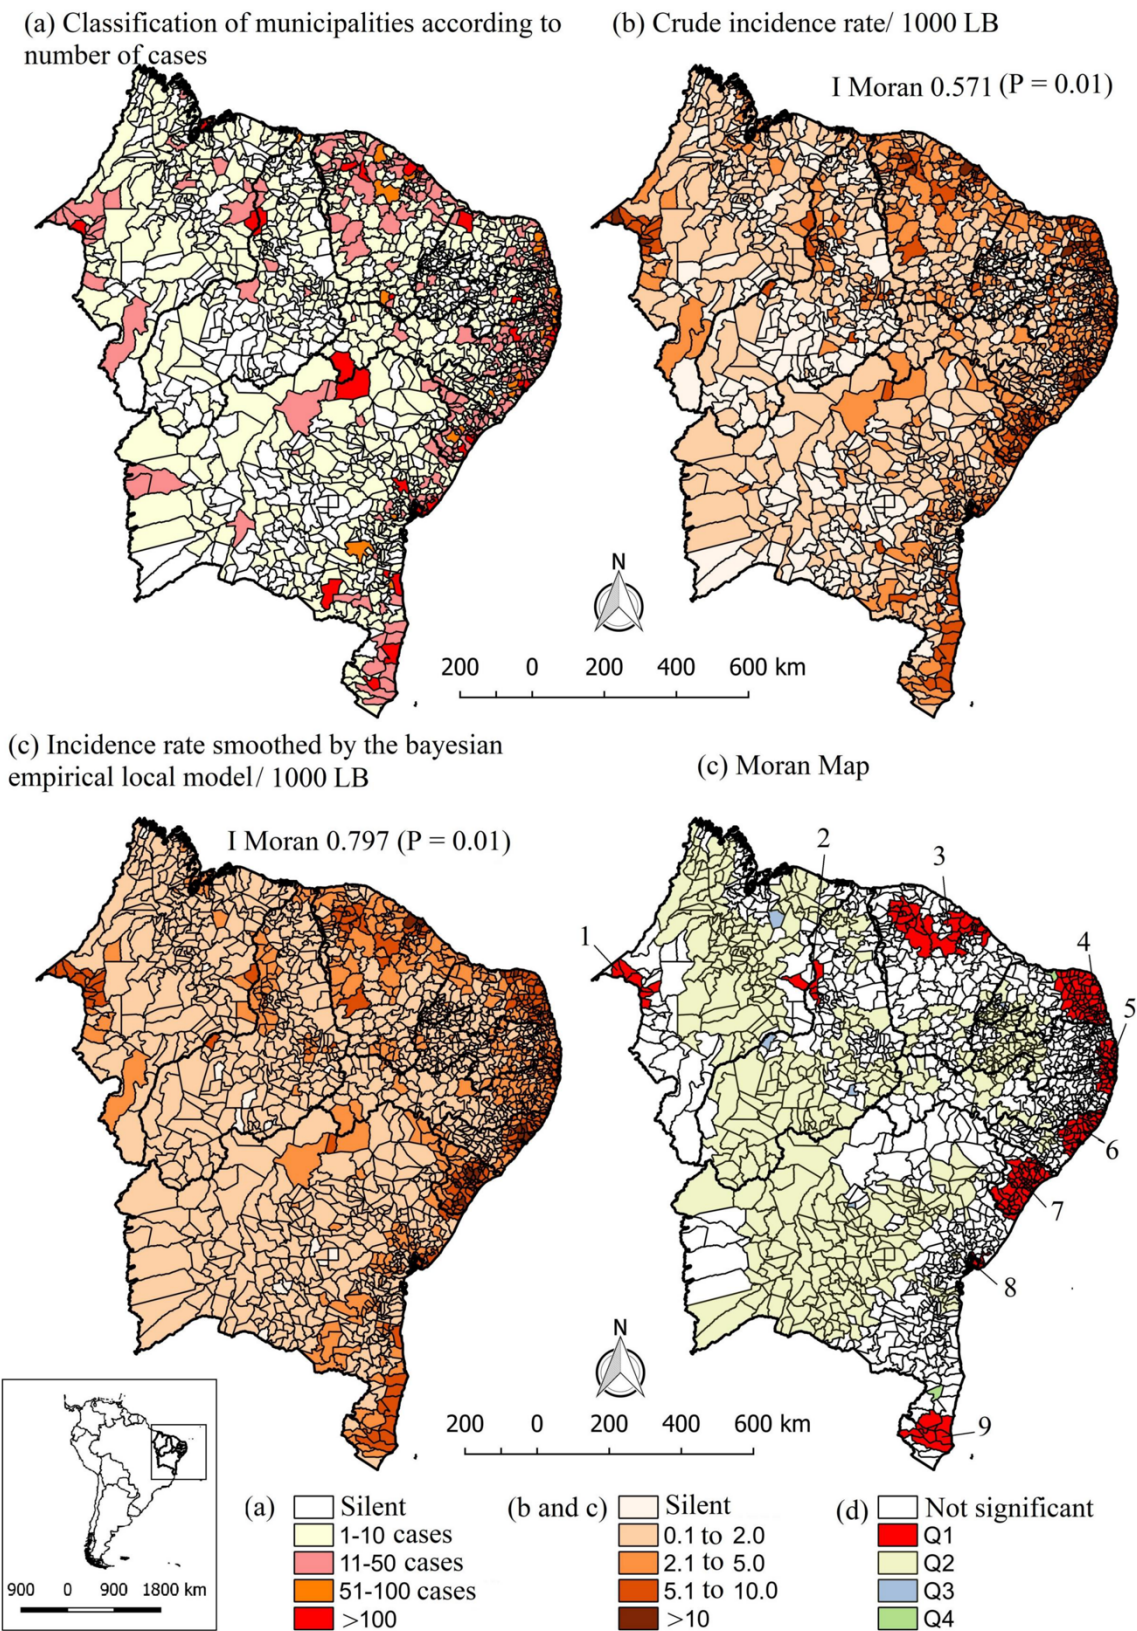 (a) Classification of municipalities according to
number of cases
(b) Crude incidence rate/ 1000 LB
I Moran 0.571 (P = 0.01)
N
200 0 200 400 600 km
(c) Incidence rate smoothed by the bayesian
empirical local model/ 1000 LB
I Moran 0.797 (P = 0.01)
(c) Moran Map
1
2
3
4
5
6
7
8
9
N
200 0 200 400 600 km
900 0 900 1800 km
(a)
Silent
1-10 cases
11-50 cases
51-100 cases
>100
(b and c)
Silent
0.1 to 2.0
2.1 to 5.0
5.1 to 10.0
>10
(d)
Not significant
Q1
Q2
Q3
Q4